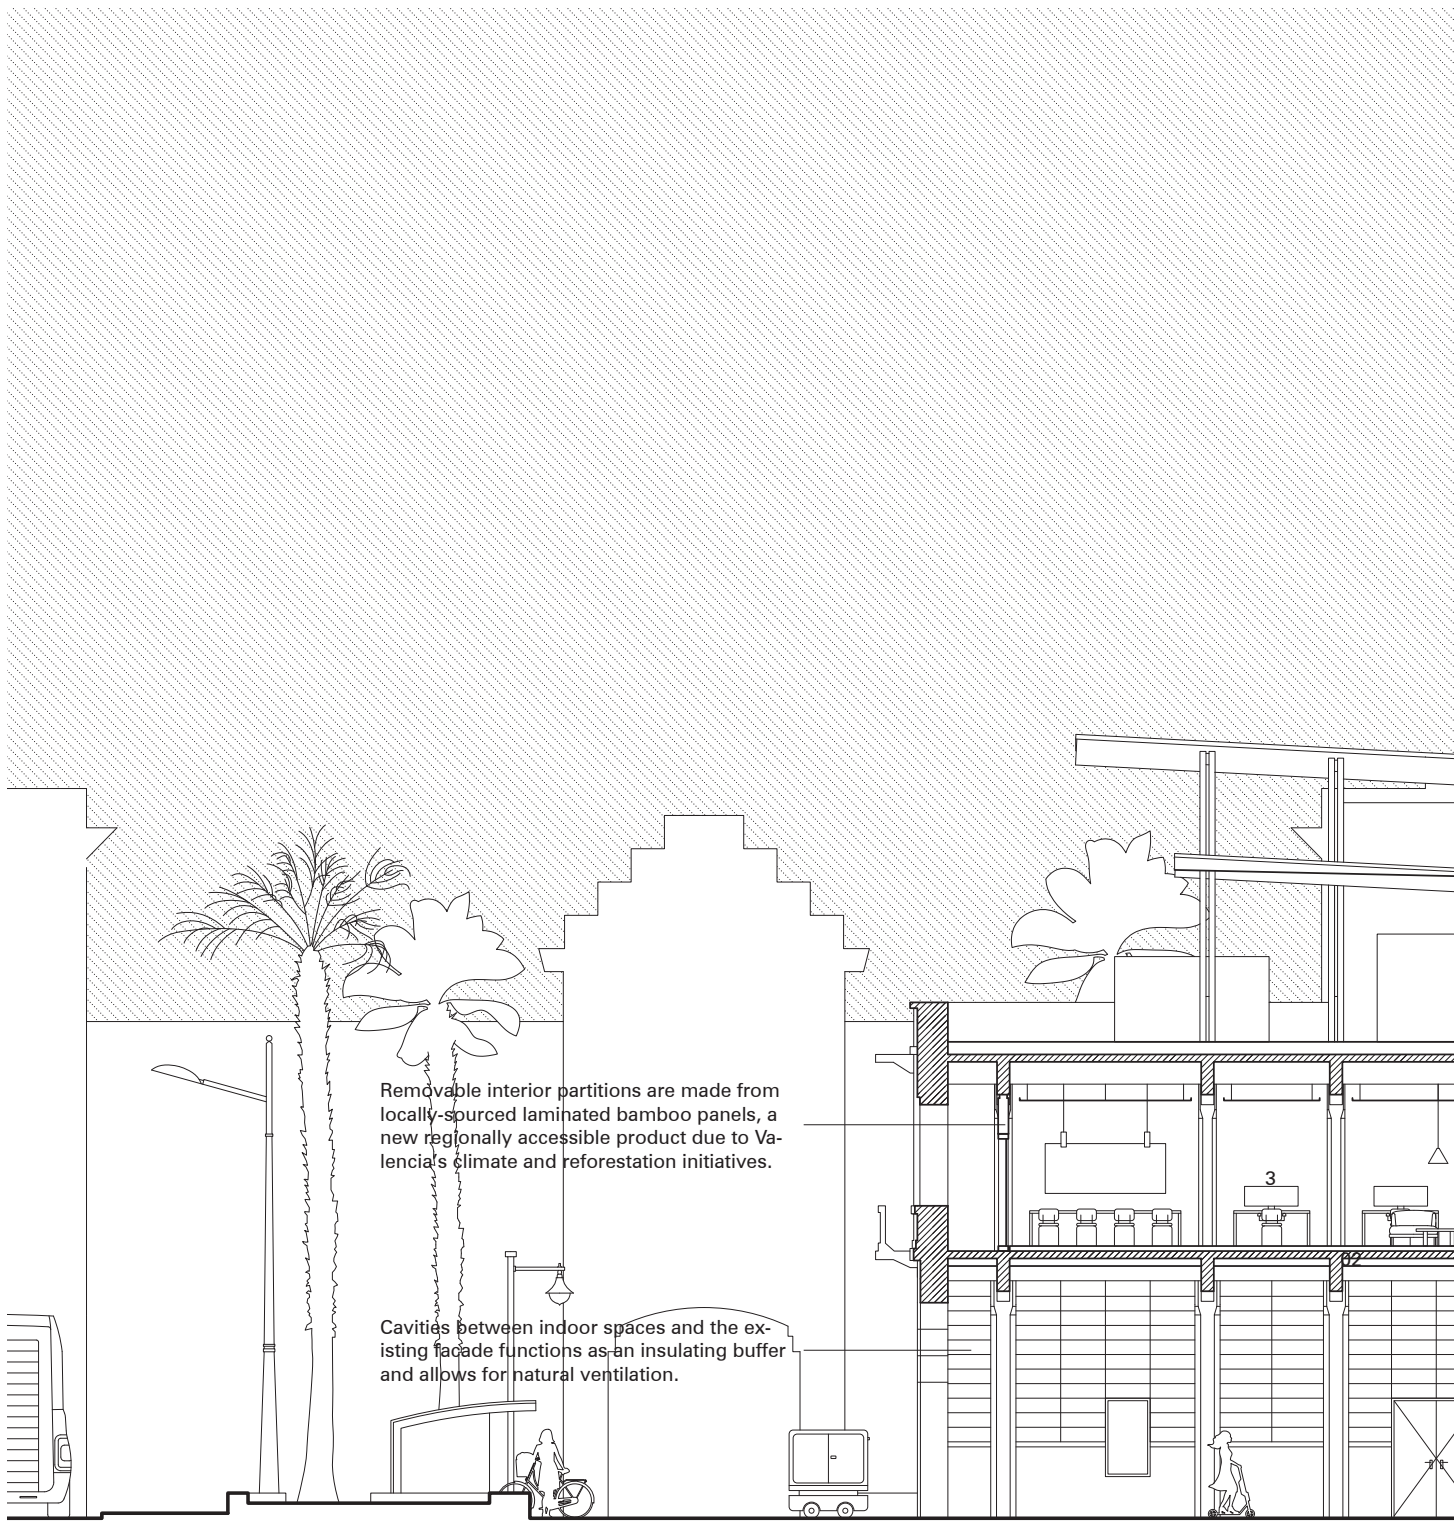 Removable interior partitions are made from
locally-sourced laminated bamboo panels, a
new regionally accessible product due to Va-
lencia's climate and reforestation initiatives.
3
02
Cavities between indoor spaces and the ex-
isting facade functions as an insulating buffer
and allows for natural ventilation.